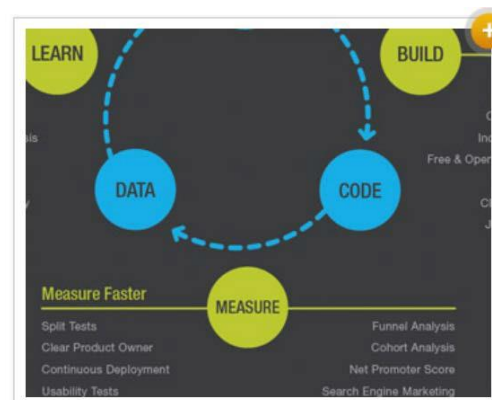 LEARN
BUILD
Free & Open
DATA
CODE
Measure Faster
MEASURE
Split Tests
Funnel Analysis
Clear Product Owner
Cohort Analysis
Continuous Deployment
Net Promoter Score
Usability Tests
Search Engine Marketing